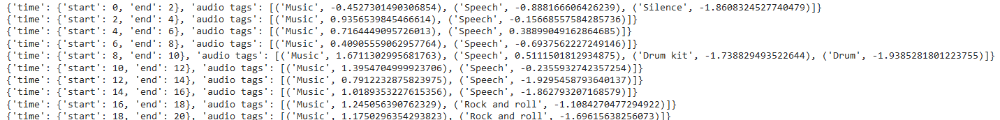 {'time': {'start': 0, 'end': 2}, 'audio tags': [('Music', -0.4527301490306854), ('Speech', -0.888166606426239), ('Silence', -1.8608324527740479)]}
{'time': {'start': 2, 'end': 4}, 'audio tags': [('Music', 0.9356539845466614), ('Speech', -0.15668557584285736)]}
{'time': {'start': 4, 'end': 6}, 'audio tags': [('Music', 0.7164449095726013), ('Speech', 0.38899049162864685)]}
{'time': {'start': 6, 'end': 8}, 'audio tags': [('Music', 0.40905559062957764), ('Speech', -0.6937562227249146)]}
{'time': {'start': 8, 'end': 10}, 'audio tags': [('Music', 1.6711302995681763), ('Speech', 0.5111501812934875), ('Drum kit', -1.738829493522644), ('Drum', -1.9385281801223755)]}
{'time': {'start': 10, 'end': 12}, 'audio tags': [('Music', 1.3954704999923706), ('Speech', -0.2355932742357254)]}
{'time': {'start': 12, 'end': 14}, 'audio tags': [('Music', 0.7912232875823975), ('Speech', -1.9295458793640137)]}
{'time': {'start': 14, 'end': 16}, 'audio tags': [('Music', 1.0189353227615356), ('Speech', -1.862793207168579)]}
{'time': {'start': 16, 'end': 18}, 'audio tags': [('Music', 1.245056390762329), ('Rock and roll', -1.1084270477294922)]}
{'time': {'start': 18, 'end': 20}, 'audio tags': [('Music', 1.1750296354293823), ('Rock and roll', -1.69615638256073)]}